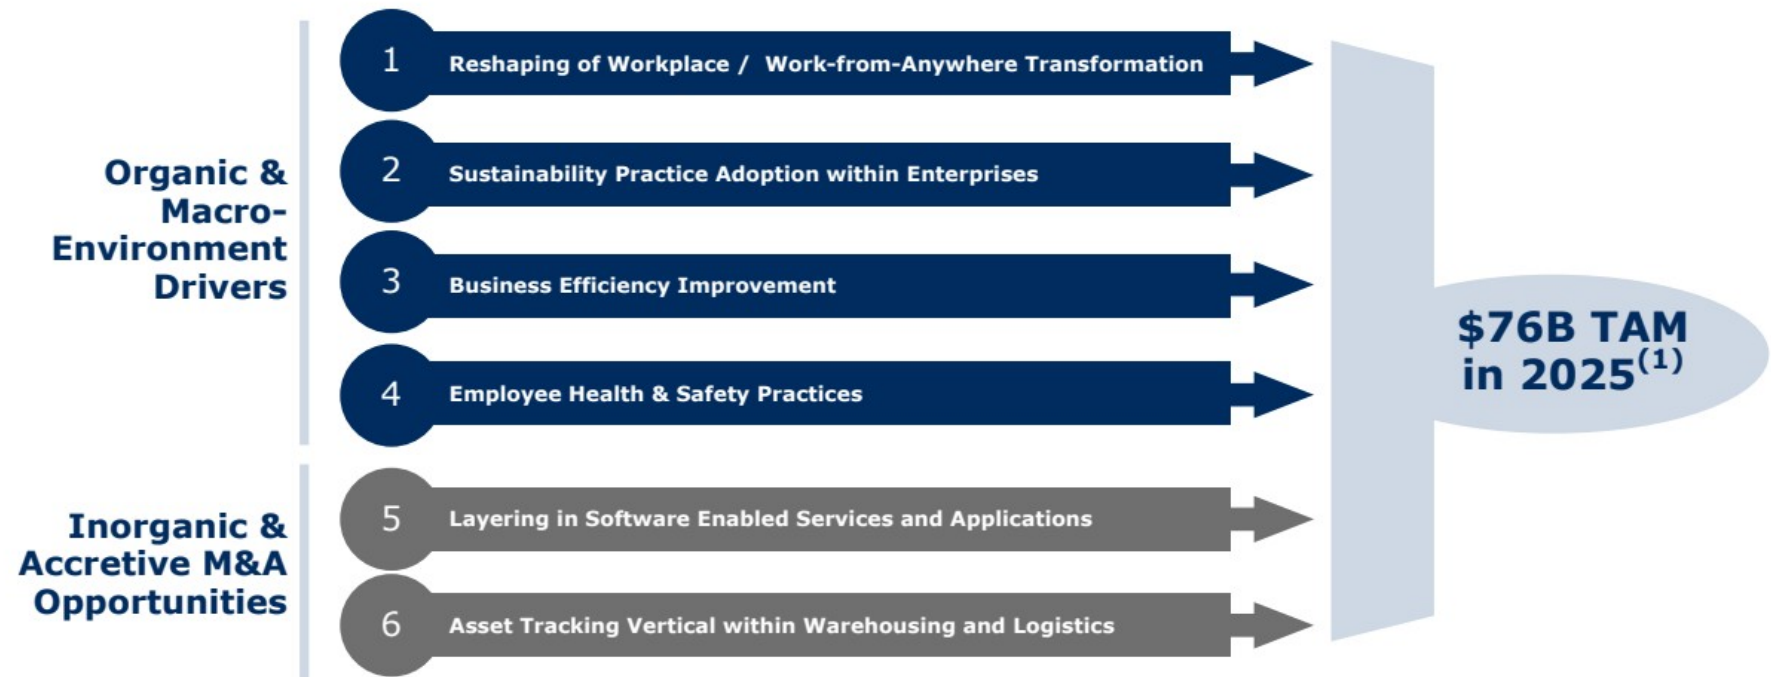 Organic &
Macro-
Environment
Drivers
1
Reshaping of Workplace / Work-from-Anywhere Transformation
2
Sustainability Practice Adoption within Enterprises
3
Business Efficiency Improvement
4
Employee Health & Safety Practices
Inorganic &
Accretive M&A
Opportunities
5
Layering in Software Enabled Services and Applications
6
Asset Tracking Vertical within Warehousing and Logistics
$76B TAM
in 2025(1)